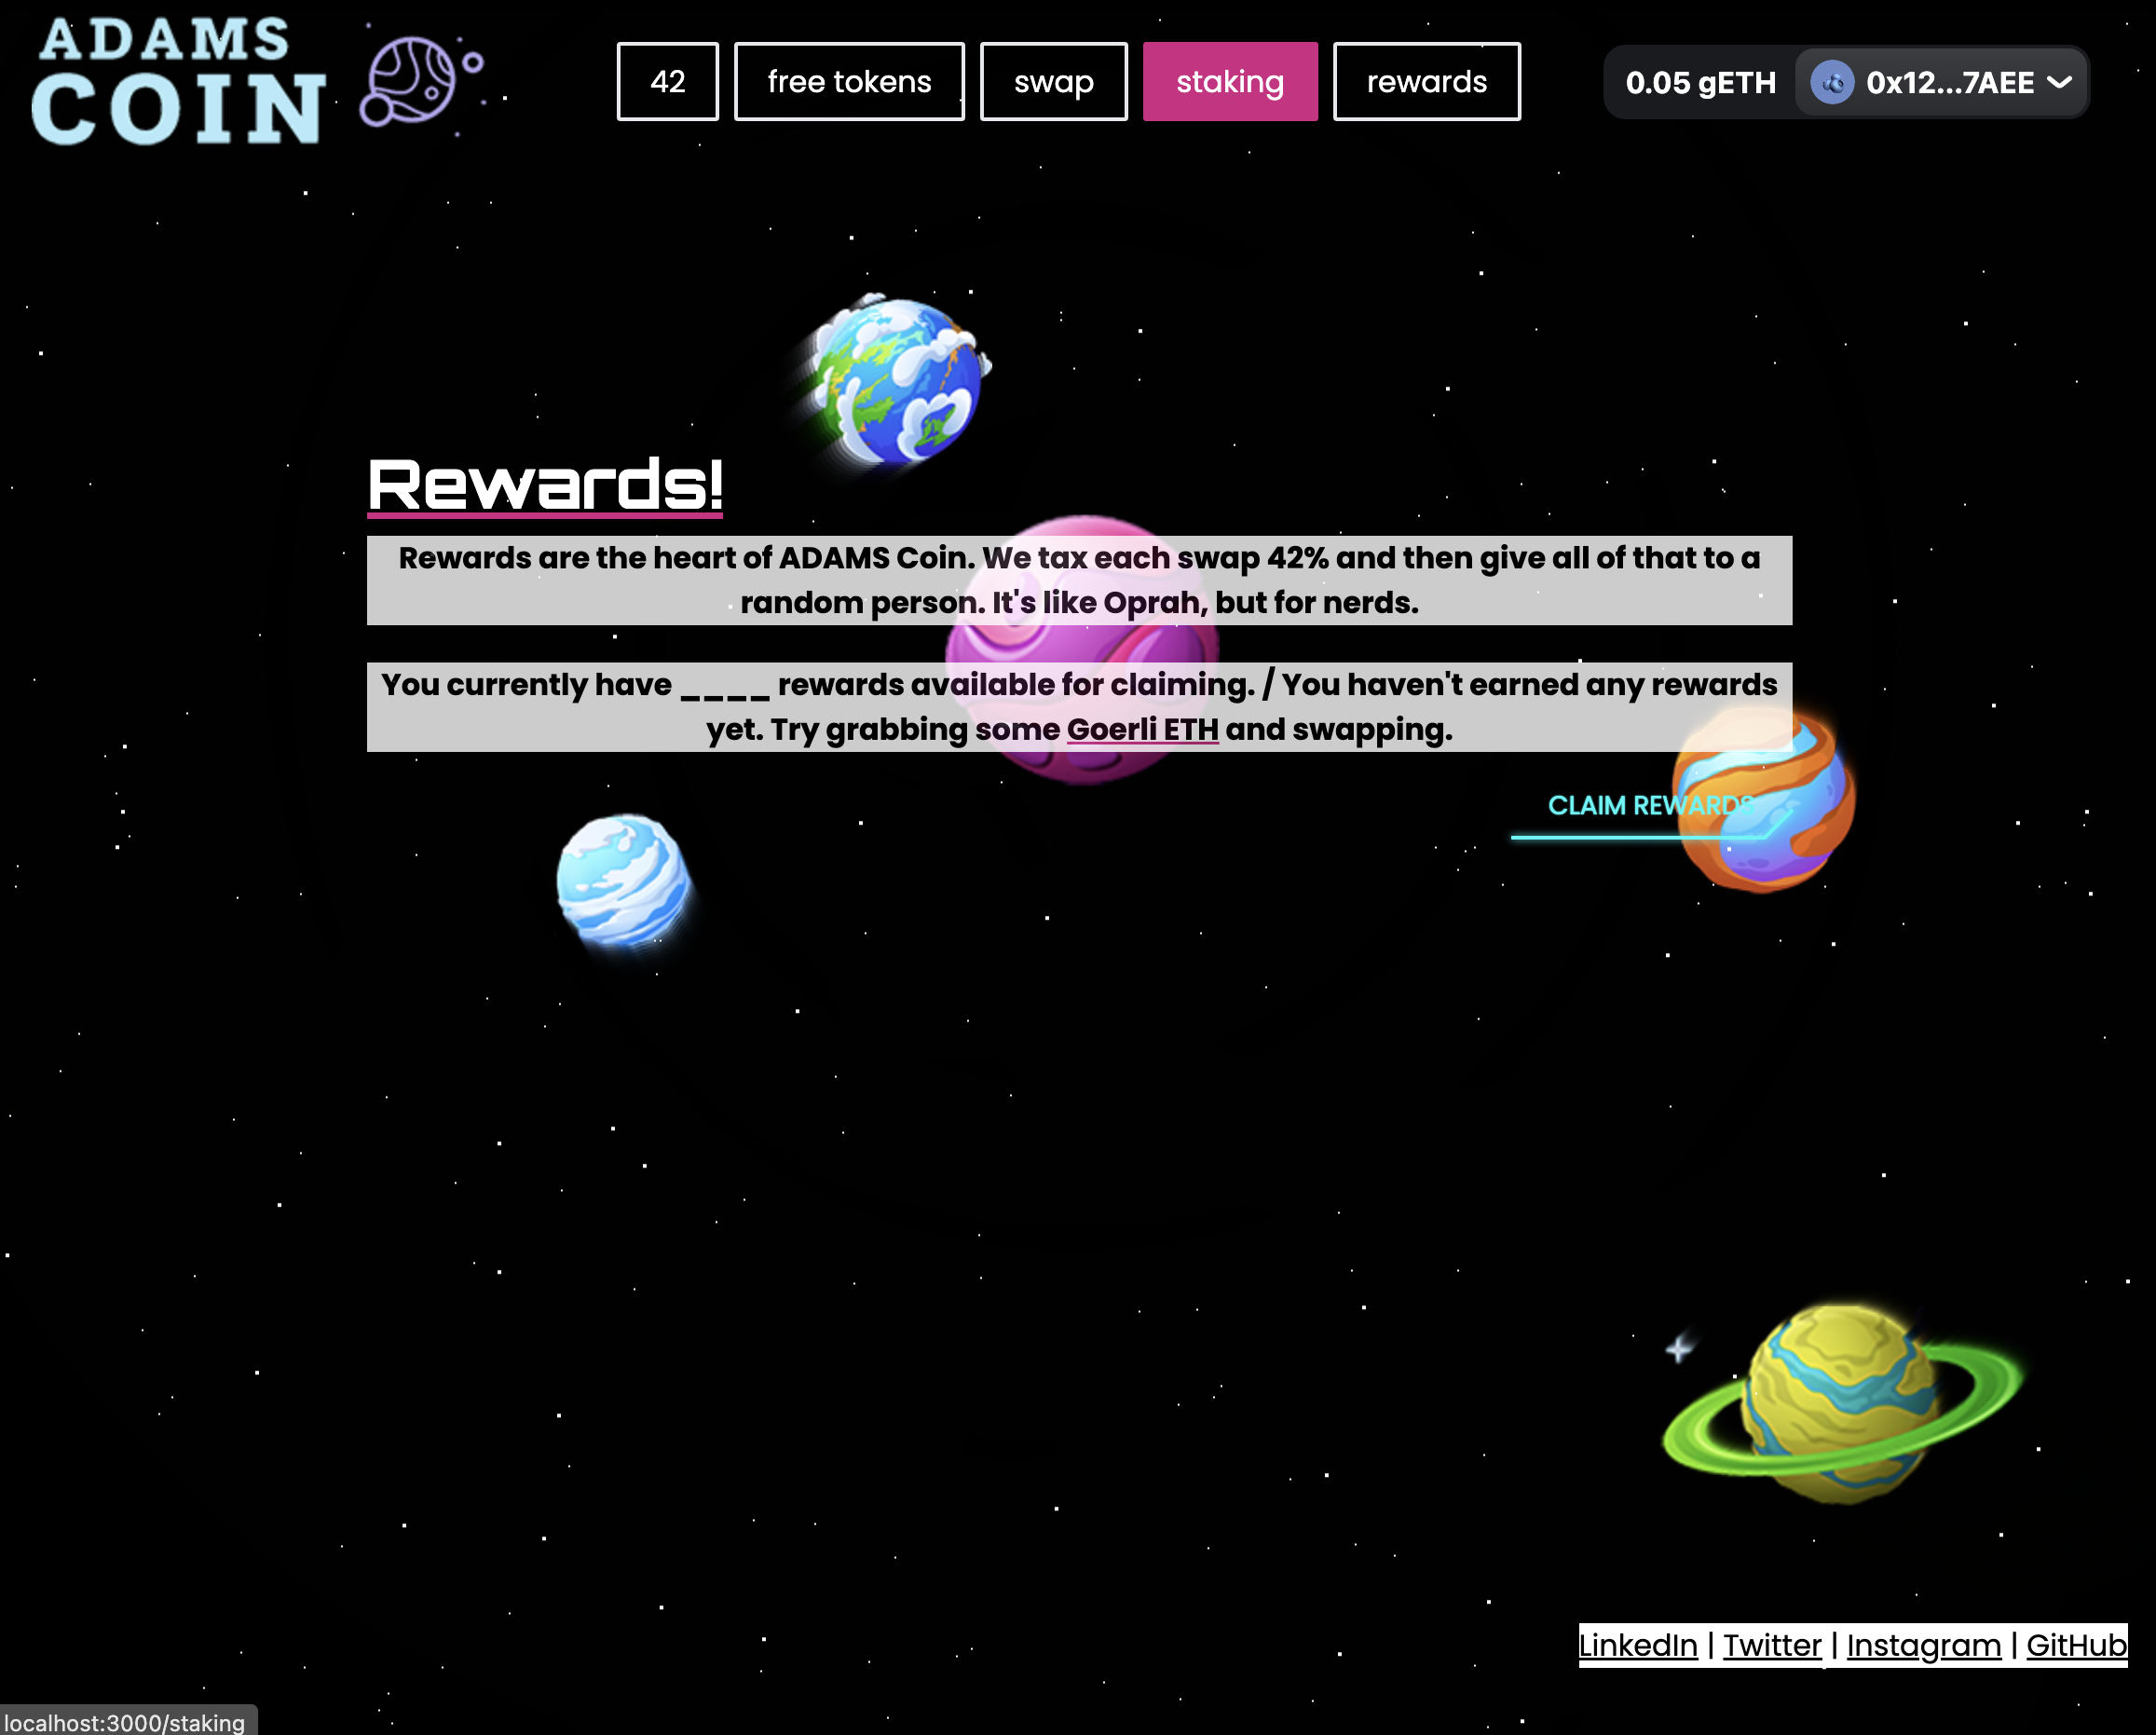 ADAMS
COIN
42
free tokens
swap
staking
rewards
0.05 gETH
0x12...7AEE
Rewards!
Rewards are the heart of ADAMS Coin. We tax each swap 42% and then give all of that to a
random person. It's like Oprah, but for nerds.
You currently have ____ rewards available for claiming. / You haven't earned any rewards
yet. Try grabbing some Goerli ETH and swapping.
CLAIM REWARDS
LinkedIn | Twitter | Instagram | GitHub
localhost:3000/staking